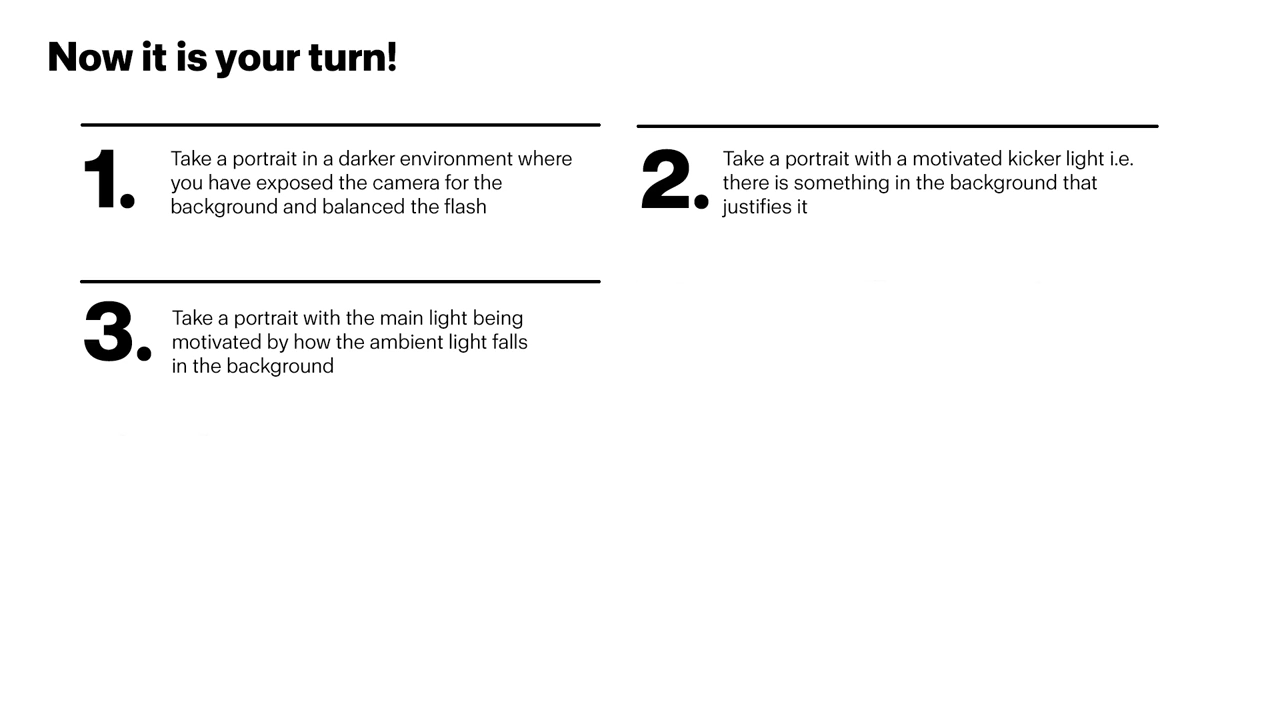 Now it is your turn!
1.
Take a portrait in a darker environment where
you have exposed the camera for the
background and balanced the flash
2.
Take a portrait with a motivated kicker light i.e.
there is something in the background that
justifies it
3.
Take a portrait with the main light being
motivated by how the ambient light falls
in the background